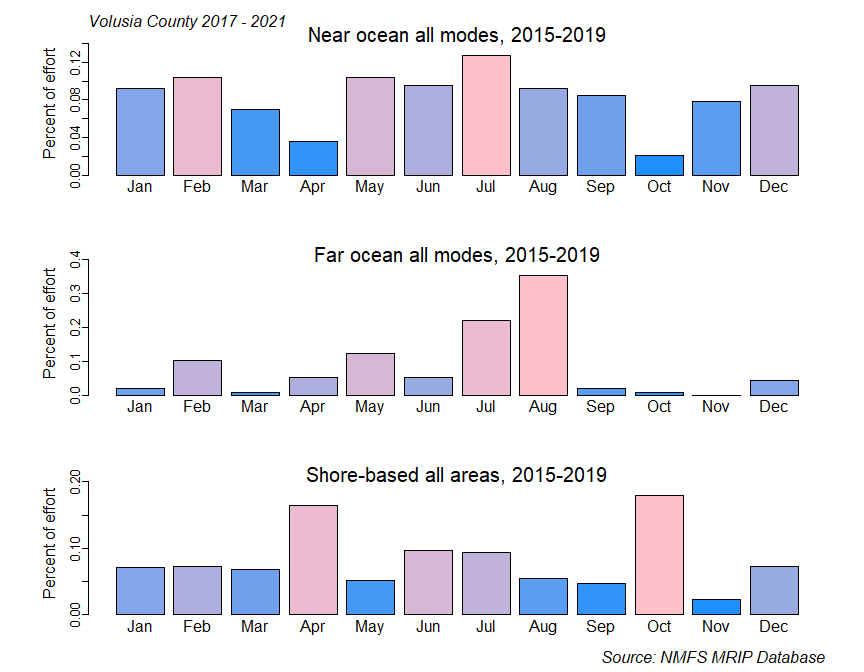 Volusia County 2017 - 2021
Near ocean all modes, 2015-2019
Percent of effort
0.00 0.04 0.08 0.12
Jan Feb Mar Apr May Jun Jul Aug Sep Oct Nov Dec
Far ocean all modes, 2015-2019
Percent of effort
0.0 0.1 0.2 0.3 0.4
Jan Feb Mar Apr May Jun Jul Aug Sep Oct Nov Dec
Shore-based all areas, 2015-2019
Percent of effort
0.00 0.10 0.20
Jan Feb Mar Apr May Jun Jul Aug Sep Oct Nov Dec
Source: NMFS MRIP Database